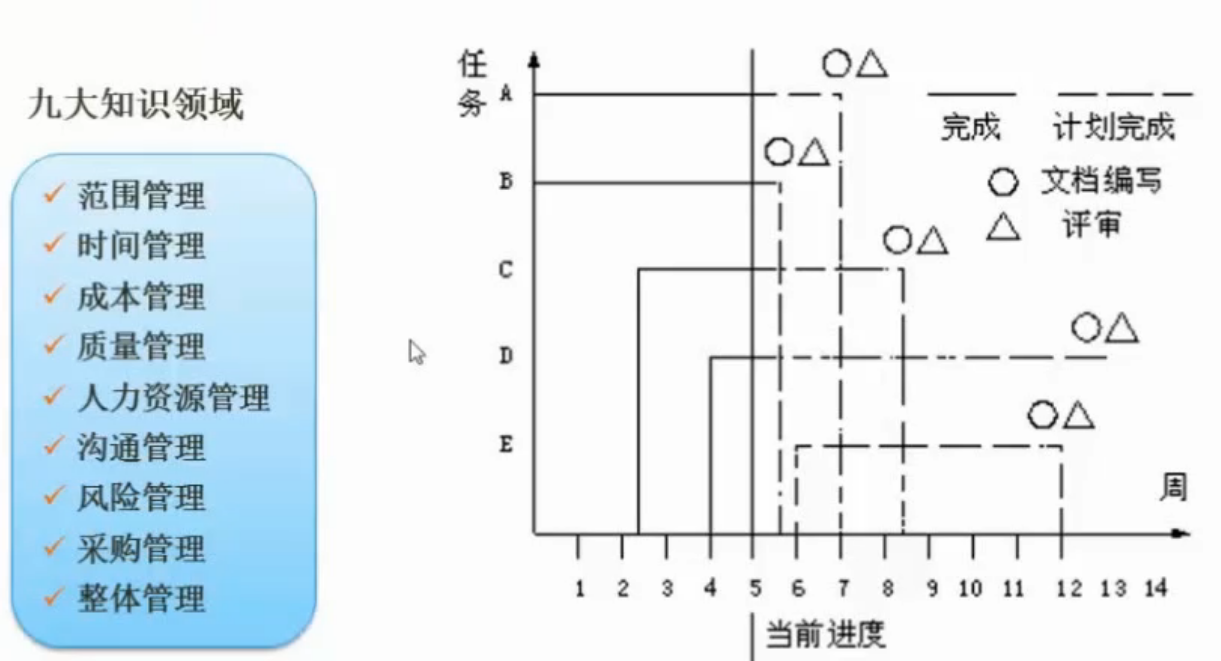 九大知识领域
范围管理
时间管理
成本管理
质量管理
人力资源管理
沟通管理
风险管理
采购管理
整体管理
任务
A
B
C
D
E
完成
计划完成
文档编写
评审
周
1 2 3 4 5 6 7 8 9 10 11 12 13 14
当前进度